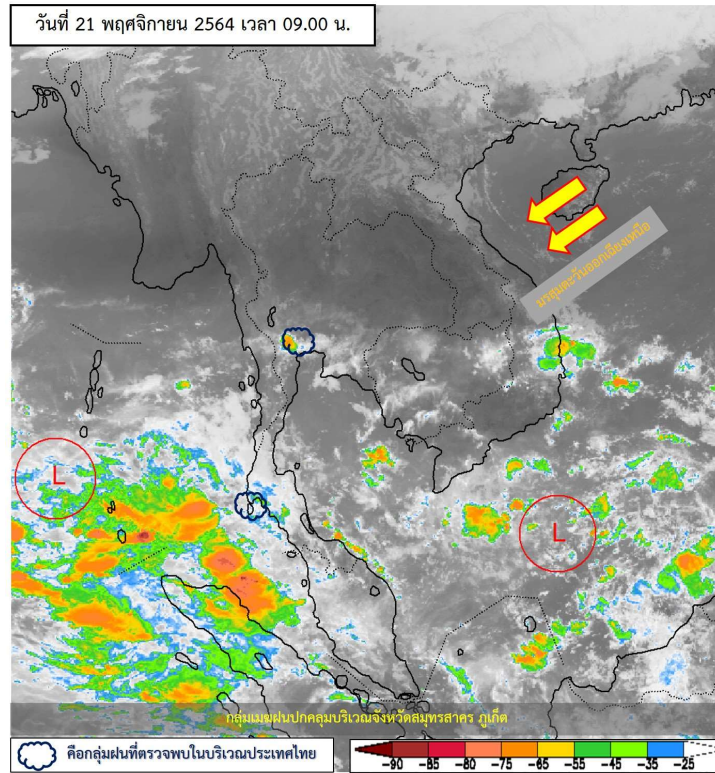 วันที่ 21 พฤศจิกายน 2564 เวลา 09.00 น.
มรสุมตะวันออกเฉียงเหนือ
L
L
กลุ่มเมฆฝนปกคลุมบริเวณจังหวัดสมุทรสาคร ภูเก็ต
คือกลุ่มฝนที่ตรวจพบในบริเวณประเทศไทย
-90 -85 -80 -75 -65 -55 -45 -35 -25